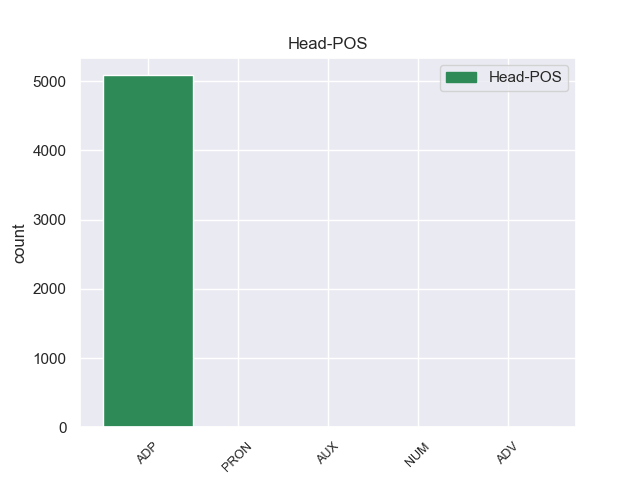 Head-POS
Head-POS
count
5000
4000
3000
2000
1000
0
ADP
PRON
AUX
NUM
ADV